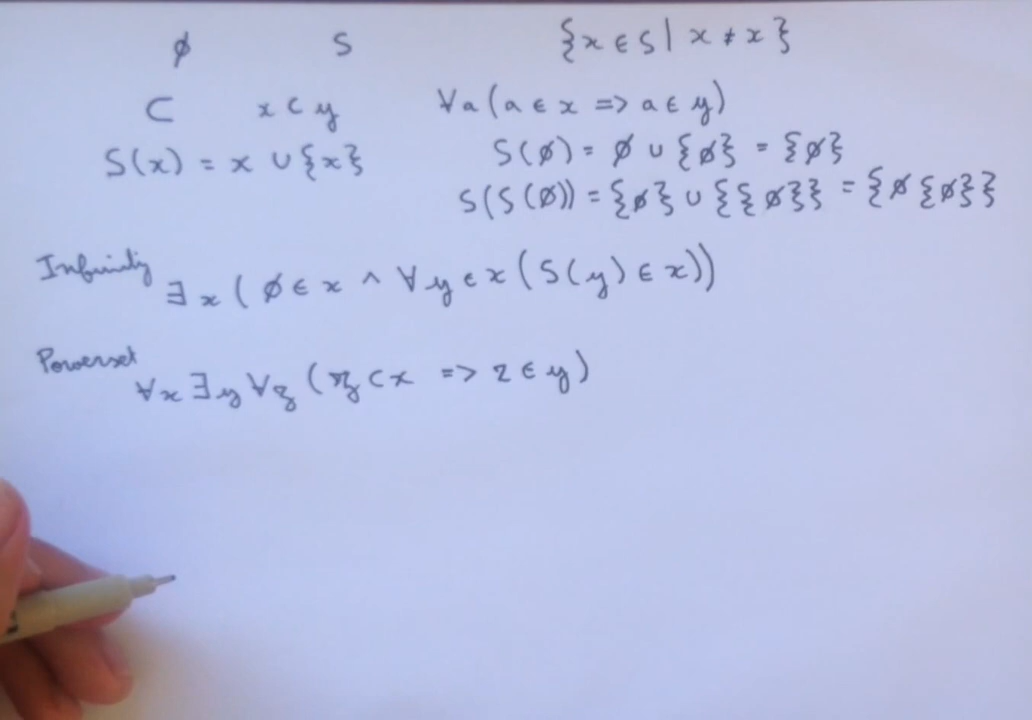 ∅ S {x ∈ S | x ≠ x}
⊂ x ⊂ y ∀a(a ∈ x => a ∈ y)
S(x) = x ∪ {x} S(∅) = ∅ ∪ {∅} = {∅}
S(S(∅)) = {∅} ∪ {{∅}} = {∅ {∅}}
Infinity ∃x(∅ ∈ x ∧ ∀y ∈ x(S(y) ∈ x))
Powerset ∀x∃y∀z(z ⊂ x => z ∈ y)